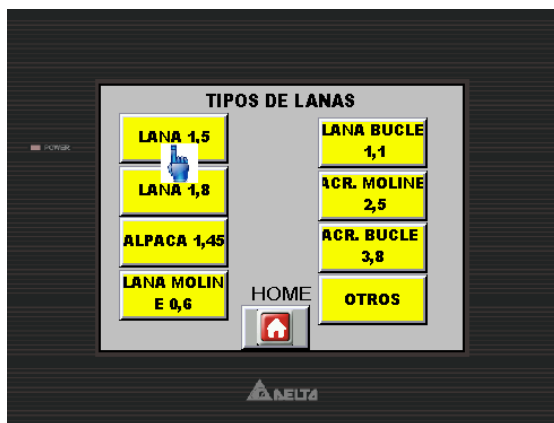 TIPOS DE LANAS
LANA 1,5
LANA 1,8
ALPACA 1,45
LANA MOLIN
E 0,6
LANA BUCLE
1,1
ACR. MOLINE
2,5
ACR. BUCLE
3,8
OTROS
HOME
POWER
DELTA